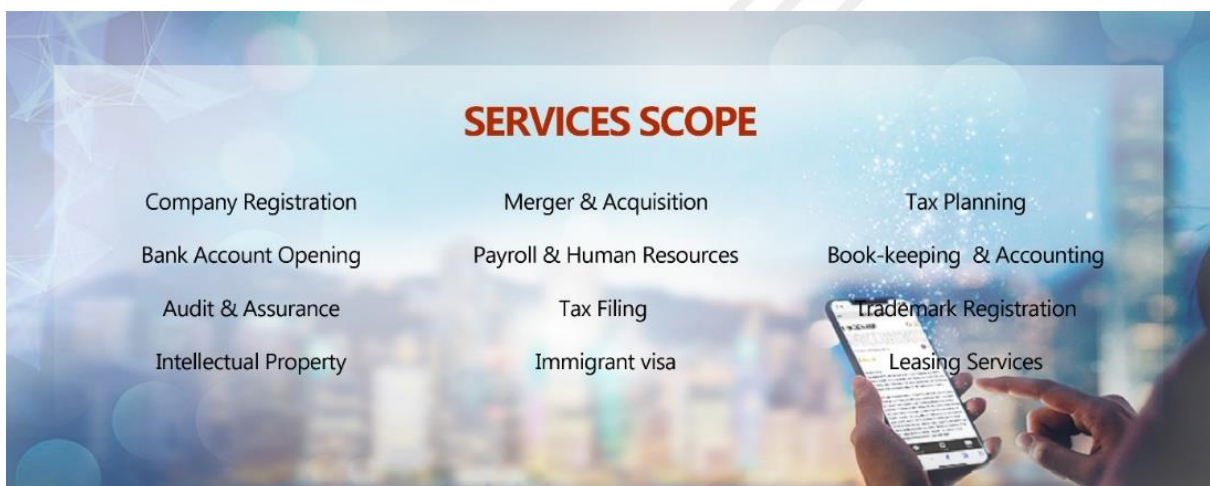 SERVICES SCOPE
Company Registration
Merger & Acquisition
Tax Planning
Bank Account Opening
Payroll & Human Resources
Book-keeping & Accounting
Audit & Assurance
Tax Filing
Trademark Registration
Intellectual Property
Immigrant visa
Leasing Services